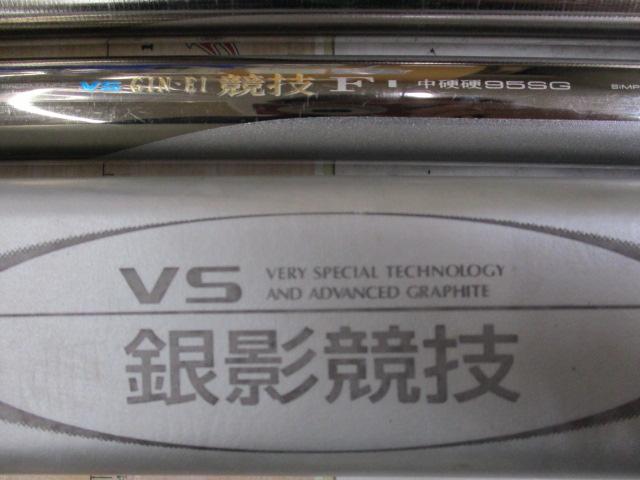 VS GIN·EI 競技 F I 中硬硬95SG SiMP
VS VERY SPECIAL TECHNOLOGY
AND ADVANCED GRAPHITE
銀影競技